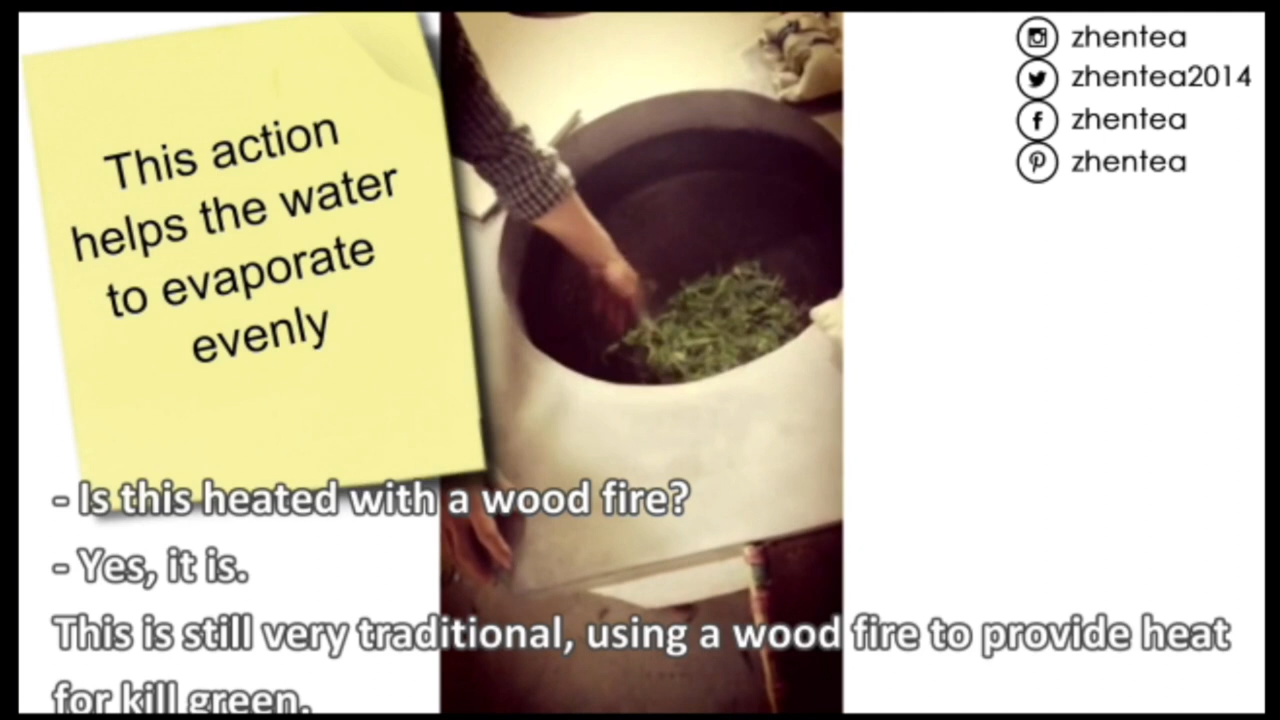 This action
helps the water
to evaporate
evenly
zhentea
zhentea2014
zhentea
zhentea
- Is this heated with a wood fire?
- Yes, it is.
This is still very traditional, using a wood fire to provide heat
for kill green.